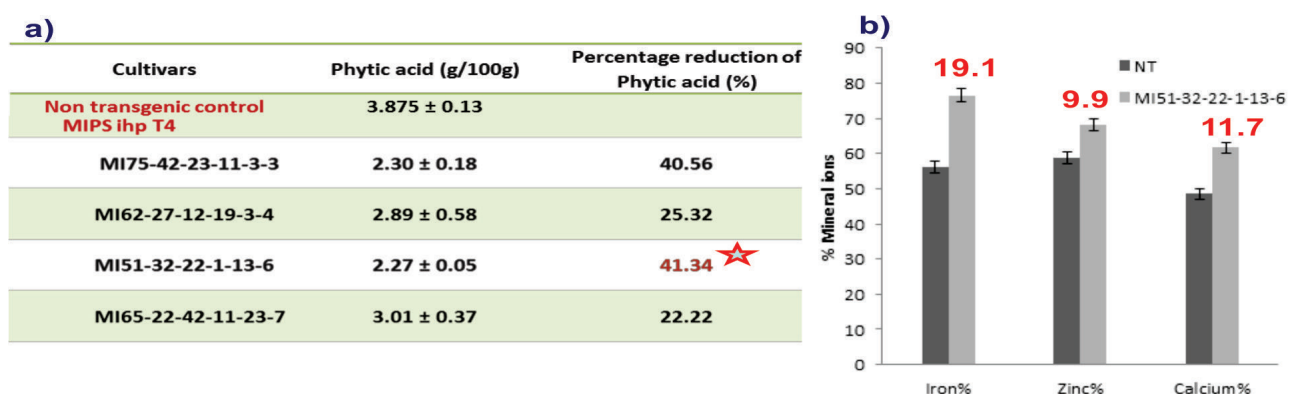 a)
Cultivars Phytic acid (g/100g) Percentage reduction of
Phytic acid (%)
Non transgenic control 3.875 ± 0.13
MIPS ihp T4
MI75-42-23-11-3-3 2.30 ± 0.18 40.56
MI62-27-12-19-3-4 2.89 ± 0.58 25.32
MI51-32-22-1-13-6 2.27 ± 0.05 41.34
MI65-22-42-11-23-7 3.01 ± 0.37 22.22
b)
% Mineral ions
90
80
70
60
50
40
30
20
10
0
19.1
9.9
11.7
NT
MI51-32-22-1-13-6
Iron% Zinc% Calcium%